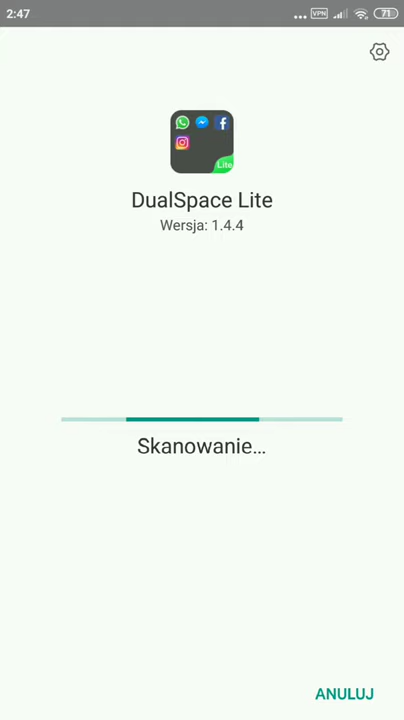 2:47
VPN
71
Lite
DualSpace Lite
Wersja: 1.4.4
Skanowanie...
ANULUJ